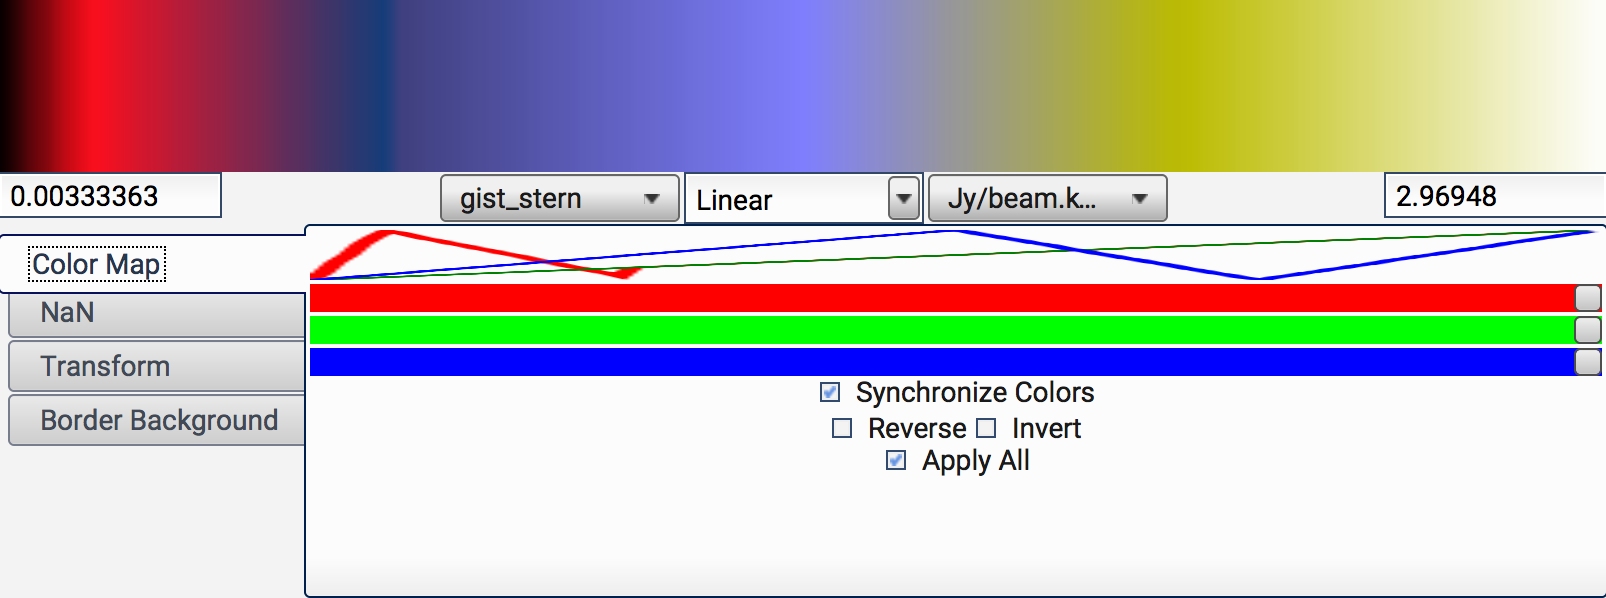 0.00333363 gist_stern Linear Jy/beam.k... 2.96948
Color Map
NaN
Transform
Border Background
Synchronize Colors
Reverse Invert
Apply All